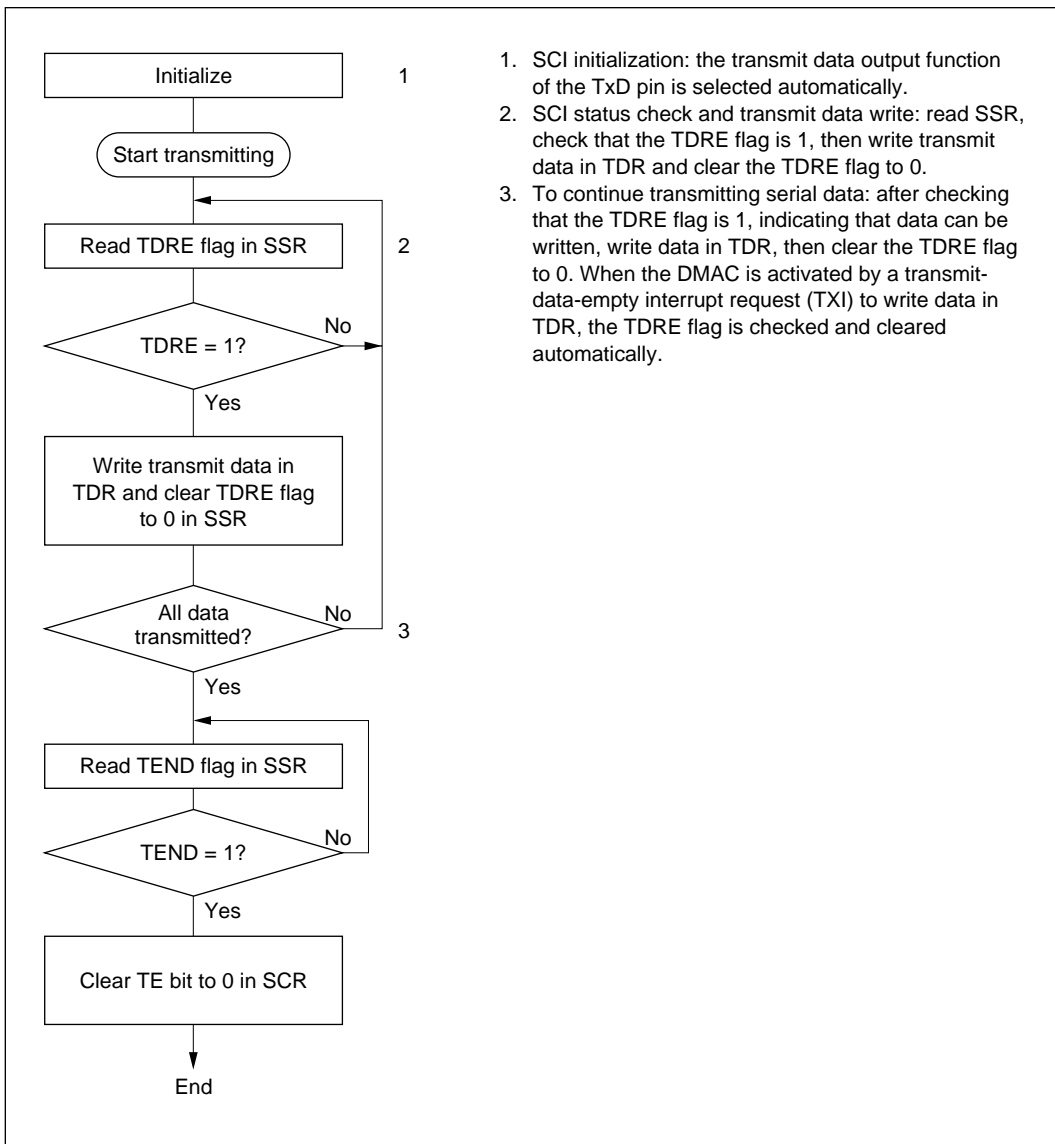 Initialize
1
Start transmitting
Read TDRE flag in SSR
2
TDRE = 1?
No
Yes
Write transmit data in
TDR and clear TDRE flag
to 0 in SSR
All data
transmitted?
No
3
Yes
Read TEND flag in SSR
TEND = 1?
No
Yes
Clear TE bit to 0 in SCR
End
1. SCI initialization: the transmit data output function
of the TxD pin is selected automatically.
2. SCI status check and transmit data write: read SSR,
check that the TDRE flag is 1, then write transmit
data in TDR and clear the TDRE flag to 0.
3. To continue transmitting serial data: after checking
that the TDRE flag is 1, indicating that data can be
written, write data in TDR, then clear the TDRE flag
to 0. When the DMAC is activated by a transmit-
data-empty interrupt request (TXI) to write data in
TDR, the TDRE flag is checked and cleared
automatically.